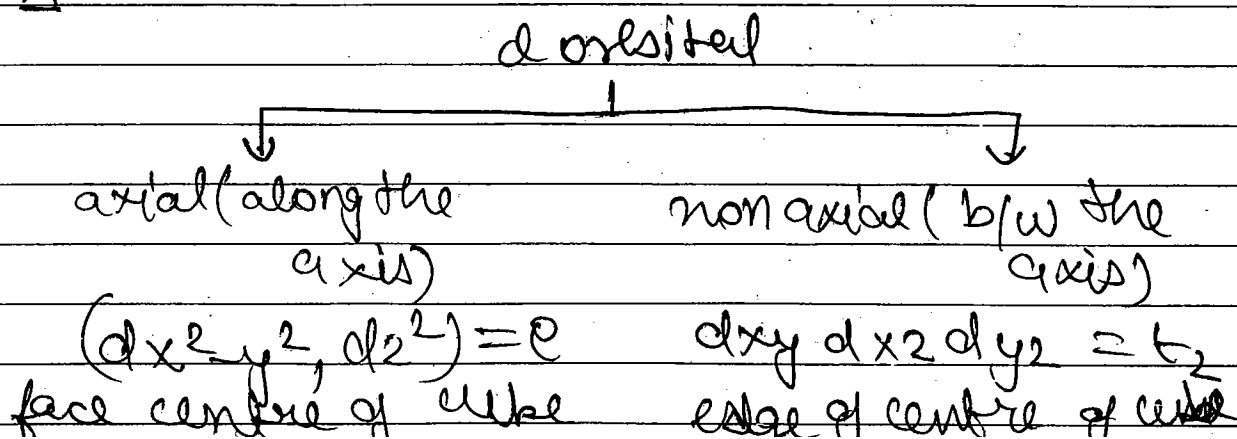 d orbital
axial (along the non axial ( b/w the
axis) axis)
(dx²-y², dz²) = e dxy dxz dyz = t₂
face centre of cube edge of centre of cube